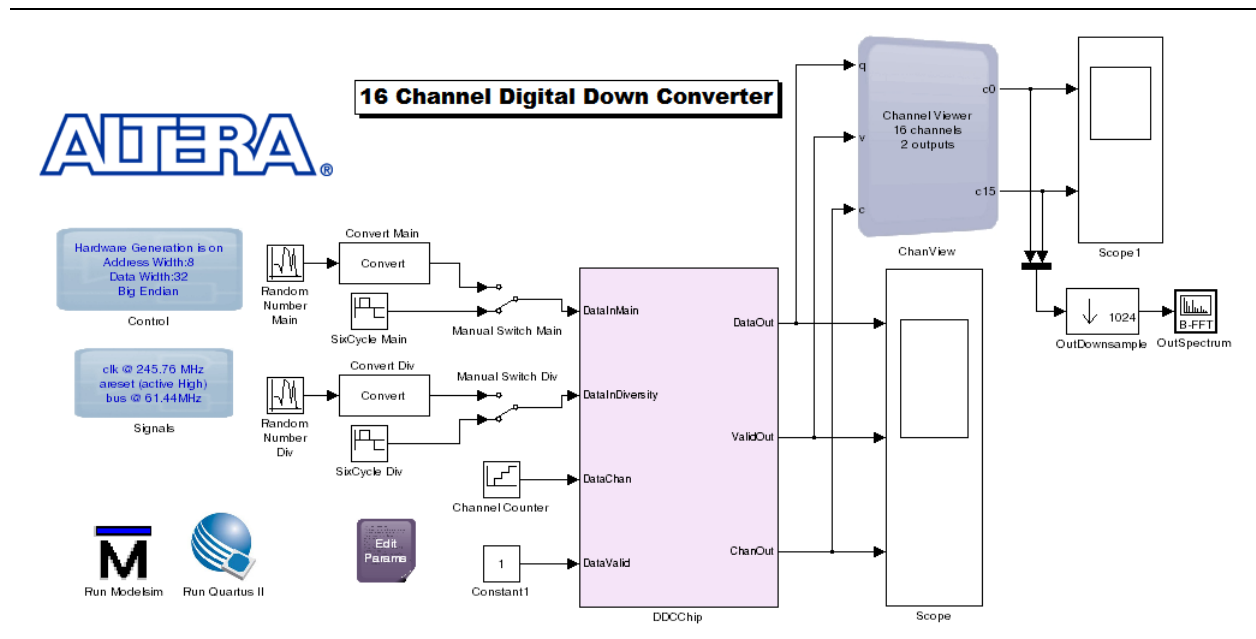 16 Channel Digital Down Converter
ALTERA®
Hardware Generation is on
Address Width:8
Data Width:32
Big Endian
Control
clk @ 245.76 MHz
areset (active High)
bus @ 61.44MHz
Signals
Random
Number
Main
Convert Main
Convert
SixCycle Main
Manual Switch Main
Random
Number
Div
Convert Div
Convert
SixCycle Div
Manual Switch Div
Channel Counter
1
Constant1
DataInMain
DataInDiversity
DataChan
DataValid
DataOut
ValidOut
ChanOut
DDCChip
q
v
c
Channel Viewer
16 channels
2 outputs
c0
c15
ChanView
Scope1
Scope
1024
OutDownsample
B-FFT
OutSpectrum
M
Run Modelsim
Run Quartus II
Edit
Params